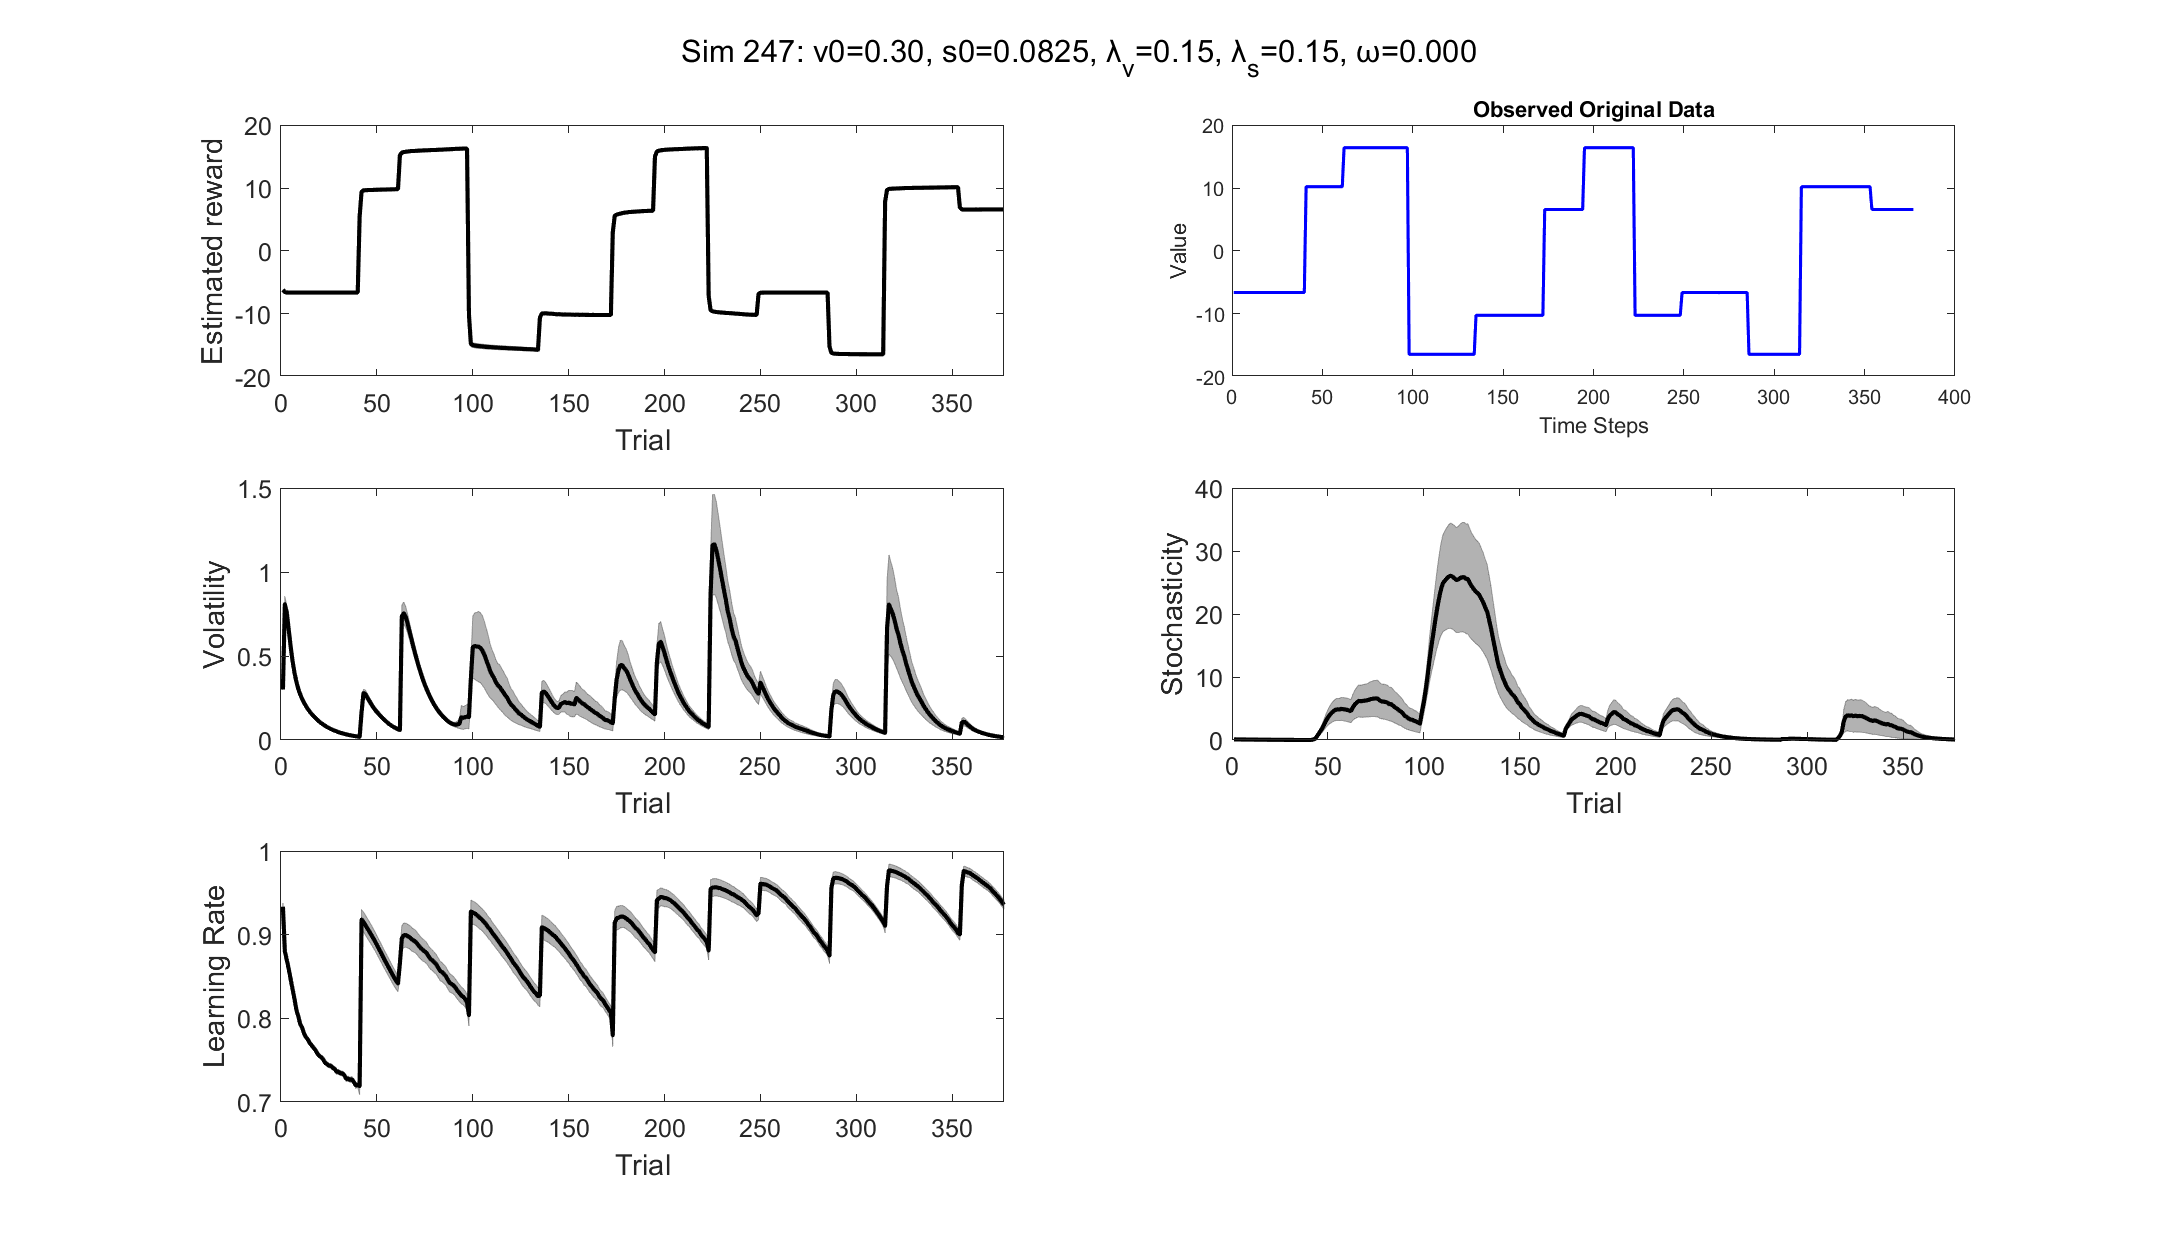 Sim 247: v0=0.30, s0=0.0825, λv=0.15, λs=0.15, ω=0.000
20
10
0
-10
-20
Estimated reward
0 50 100 150 200 250 300 350
Trial
Observed Original Data
20
10
0
-10
-20
Value
0 50 100 150 200 250 300 350 400
Time Steps
1.5
1
0.5
0
Volatility
0 50 100 150 200 250 300 350
Trial
40
30
20
10
0
Stochasticity
0 50 100 150 200 250 300 350
Trial
1
0.9
0.8
0.7
Learning Rate
0 50 100 150 200 250 300 350
Trial